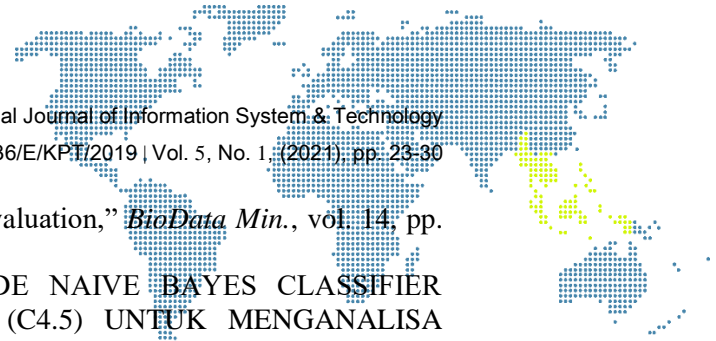 al Journal of Information System & Technology
36/E/KPT/2019 | Vol. 5, No. 1, (2021), pp. 23-30
valuation,” BioData Min., vol. 14, pp.
DE NAIVE BAYES CLASSIFIER
(C4.5) UNTUK MENGANALISA